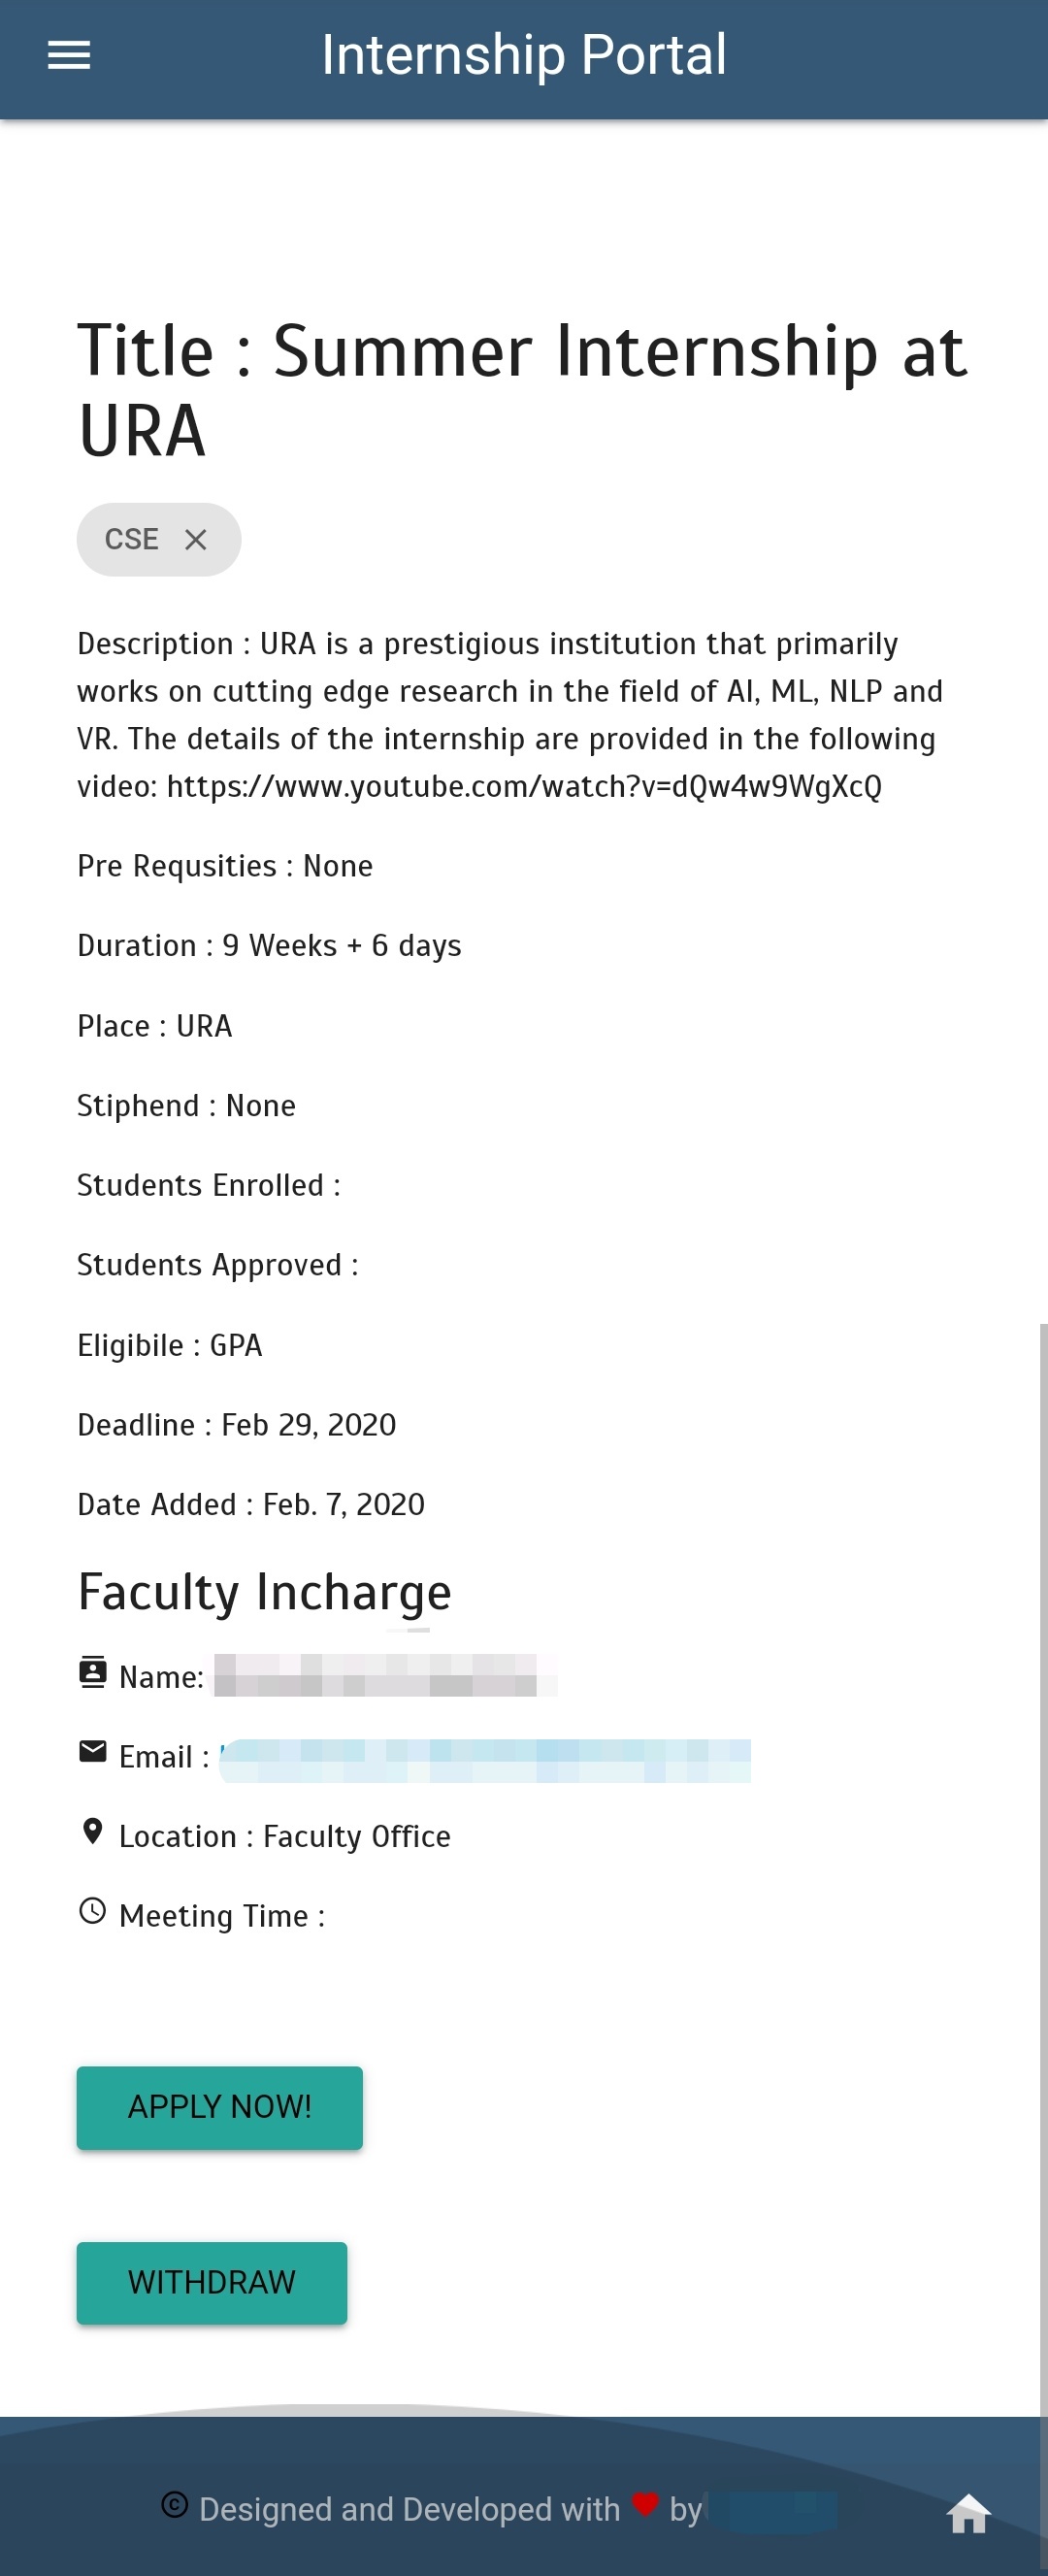 Internship Portal
Title : Summer Internship at
URA
CSE
Description : URA is a prestigious institution that primarily
works on cutting edge research in the field of AI, ML, NLP and
VR. The details of the internship are provided in the following
video: https://www.youtube.com/watch?v=dQw4w9WgXcQ
Pre Requsities : None
Duration : 9 Weeks + 6 days
Place : URA
Stiphend : None
Students Enrolled :
Students Approved :
Eligibile : GPA
Deadline : Feb 29, 2020
Date Added : Feb. 7, 2020
Faculty Incharge
Name:
Email :
Location : Faculty Office
Meeting Time :
APPLY NOW!
WITHDRAW
© Designed and Developed with ❤ by